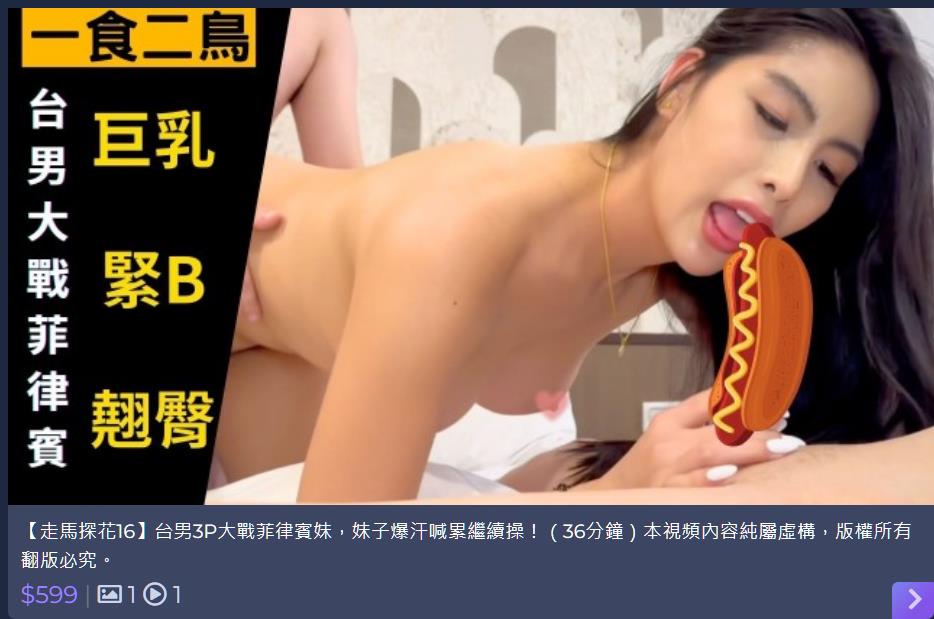 一食二鳥
台男大戰菲律賓
巨乳
緊B
翹臀
【走馬探花16】台男3P大戰菲律賓妹，妹子爆汗喊累繼續操！（36分鐘）本視頻內容純屬虛構，版權所有
翻版必究。
$599 | 1 1